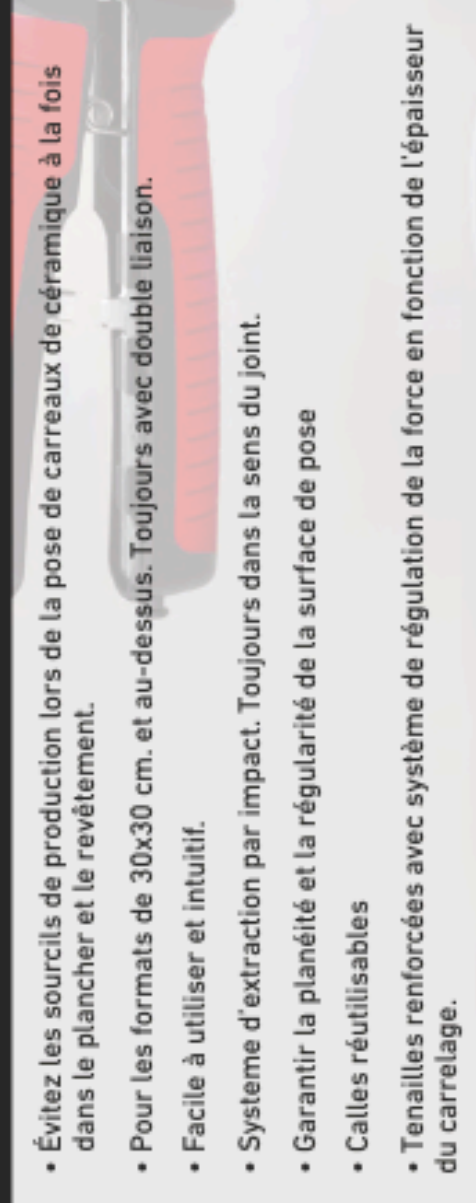 • Évitez les sourcils de production lors de la pose de carreaux de céramique à la fois
dans le plancher et le revêtement.
• Pour les formats de 30x30 cm. et au-dessus. Toujours avec double liaison.
• Facile à utiliser et intuitif.
• Systeme d'extraction par impact. Toujours dans la sens du joint.
• Garantir la planéité et la régularité de la surface de pose
• Calles réutilisables
• Tenailles renforcées avec système de régulation de la force en fonction de l'épaisseur
du carrelage.